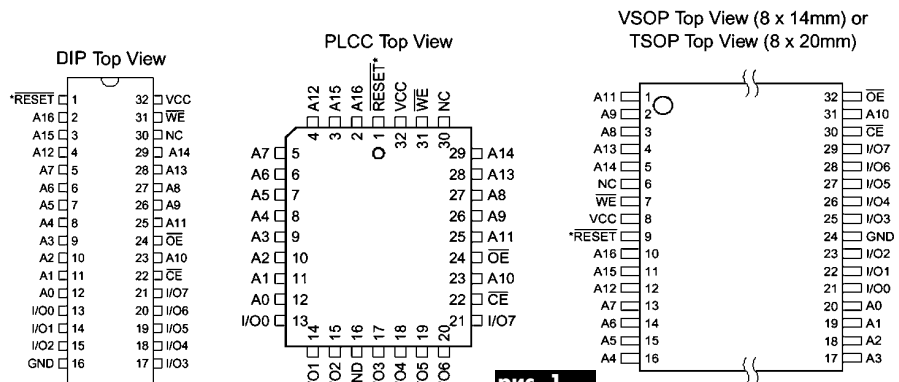 DIP Top View
*RESET 1 32 VCC
A16 2 31 WE
A15 3 30 NC
A12 4 29 A14
A7 5 28 A13
A6 6 27 A8
A5 7 26 A9
A4 8 25 A11
A3 9 24 OE
A2 10 23 A10
A1 11 22 CE
A0 12 21 I/O7
I/O0 13 20 I/O6
I/O1 14 19 I/O5
I/O2 15 18 I/O4
GND 16 17 I/O3
PLCC Top View
A12 A15 A16 RESET* VCC WE NC
4 3 2 1 32 31 30
A7 5 29 A14
A6 6 28 A13
A5 7 27 A8
A4 8 26 A9
A3 9 25 A11
A2 10 24 OE
A1 11 23 A10
A0 12 22 CE
I/O0 13 21 I/O7
14 15 16 17 18 19 20
VSOP Top View (8 x 14mm) or
TSOP Top View (8 x 20mm)
A11 1 32 OE
A9 2 31 A10
A8 3 30 CE
A13 4 29 I/O7
A14 5 28 I/O6
NC 6 27 I/O5
WE 7 26 I/O4
VCC 8 25 I/O3
*RESET 9 24 GND
A16 10 23 I/O2
A15 11 22 I/O1
A12 12 21 I/O0
A7 13 20 A0
A6 14 19 A1
A5 15 18 A2
A4 16 17 A3